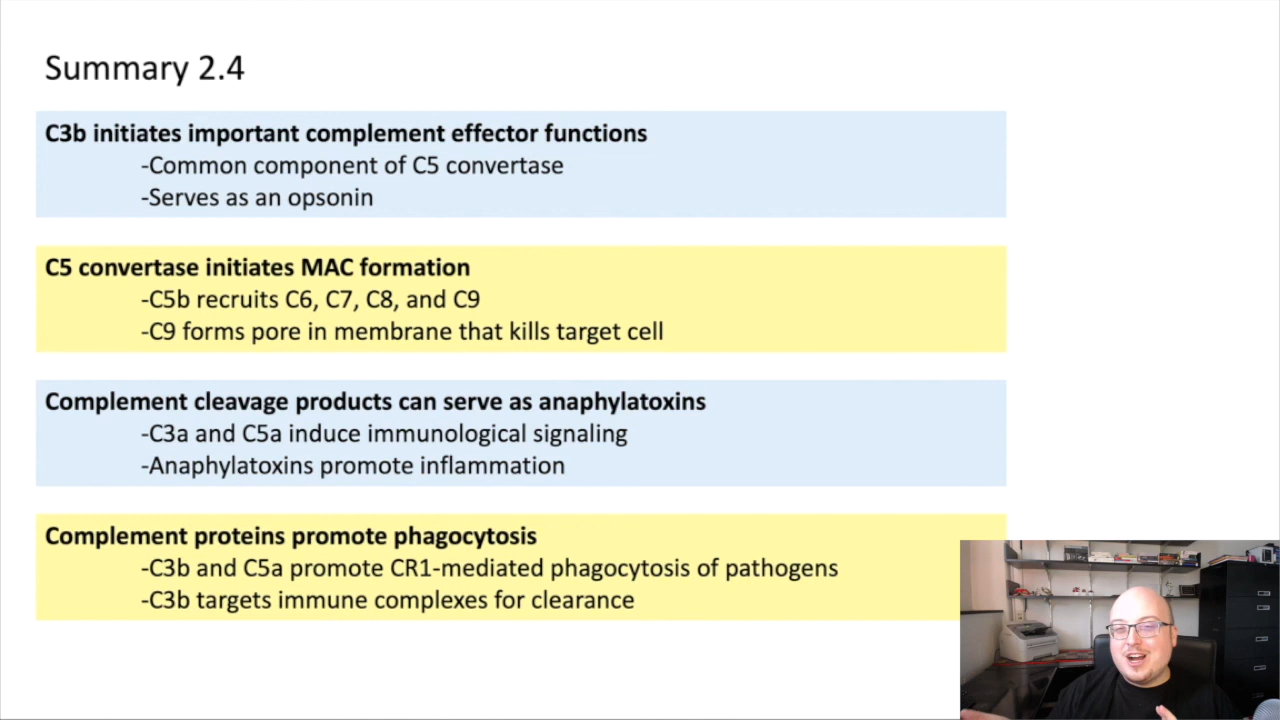 Summary 2.4
C3b initiates important complement effector functions
-Common component of C5 convertase
-Serves as an opsonin
C5 convertase initiates MAC formation
-C5b recruits C6, C7, C8, and C9
-C9 forms pore in membrane that kills target cell
Complement cleavage products can serve as anaphylatoxins
-C3a and C5a induce immunological signaling
-Anaphylatoxins promote inflammation
Complement proteins promote phagocytosis
-C3b and C5a promote CR1-mediated phagocytosis of pathogens
-C3b targets immune complexes for clearance